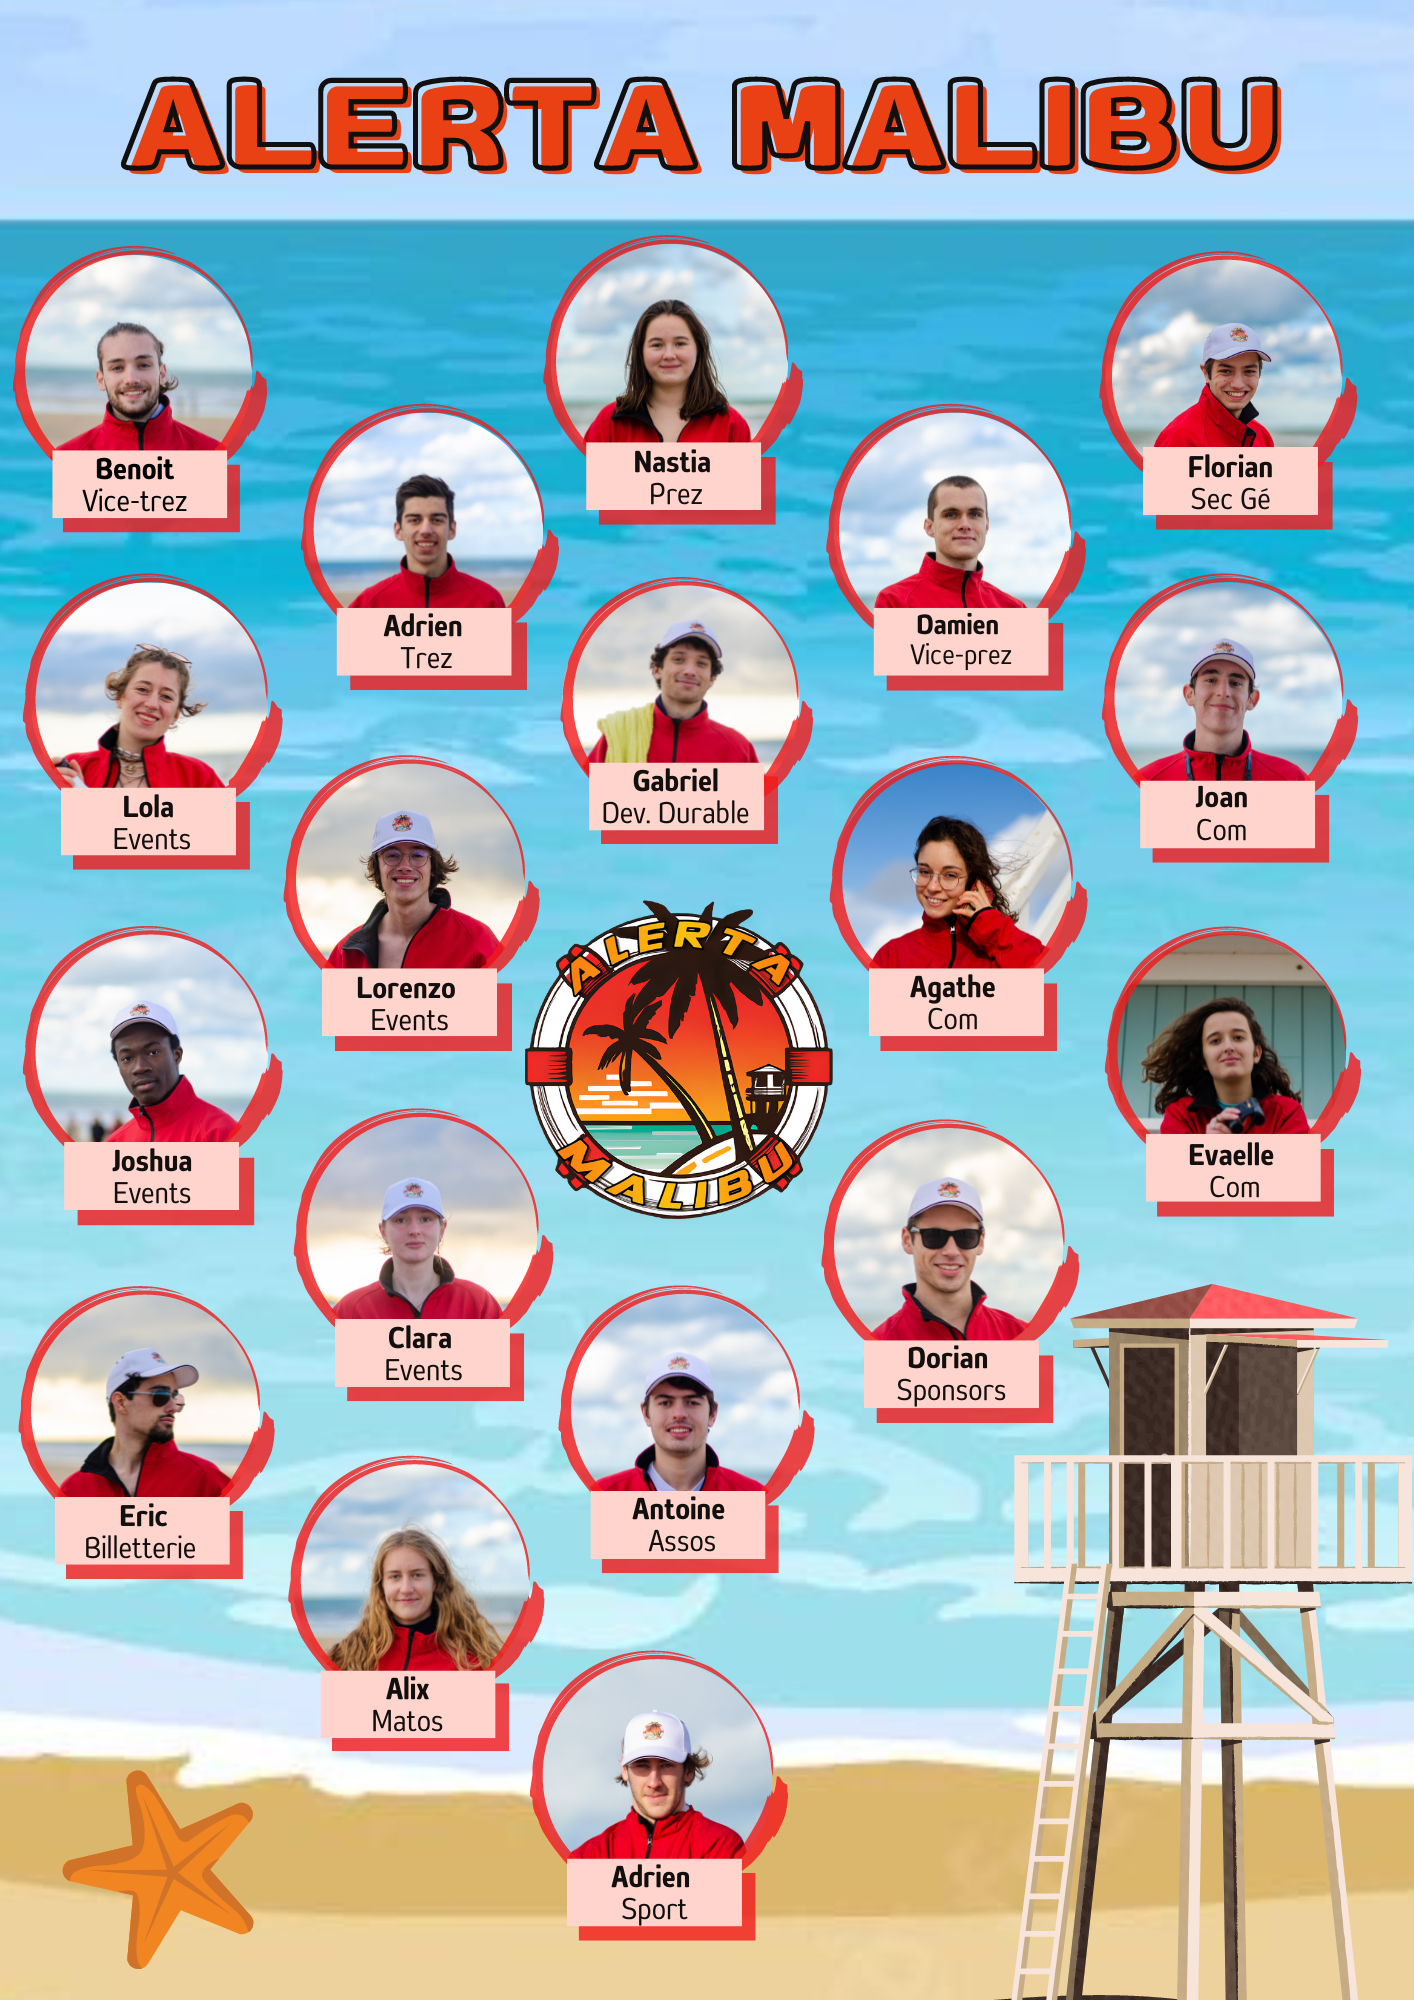 ALERTA MALIBU
Benoit
Vice-trez
Nastia
Prez
Florian
Sec Gé
Adrien
Trez
Damien
Vice-prez
Lola
Events
Gabriel
Dev. Durable
Joan
Com
Lorenzo
Events
Agathe
Com
ALERTA
MALIBU
Joshua
Events
Evaelle
Com
Clara
Events
Dorian
Sponsors
Eric
Billetterie
Antoine
Assos
Alix
Matos
Adrien
Sport